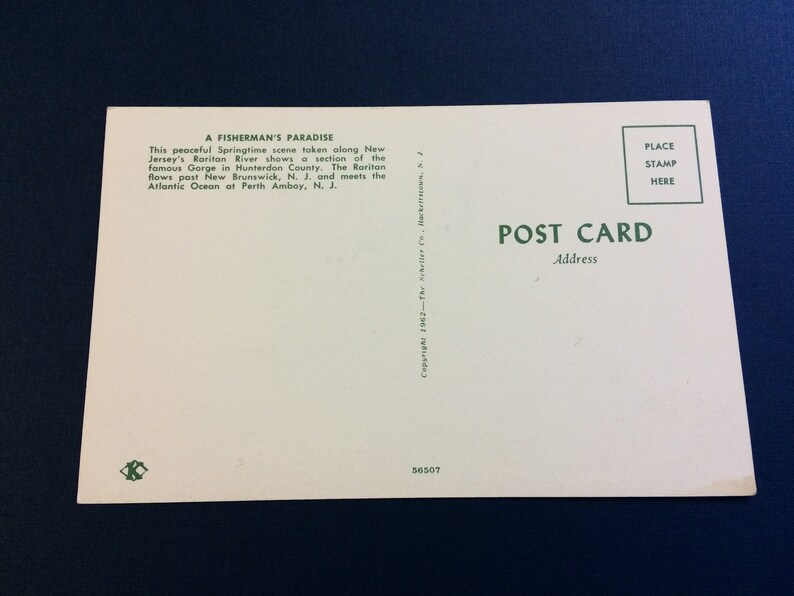 A FISHERMAN'S PARADISE
This peaceful Springtime scene taken along New
Jersey's Raritan River shows a section of the
famous Gorge in Hunterdon County. The Raritan
flows past New Brunswick, N. J. and meets the
Atlantic Ocean at Perth Amboy, N. J.
Copyright 1962—The Scheller Co., Hackettstown, N. J.
PLACE
STAMP
HERE
POST CARD
Address
K
56507